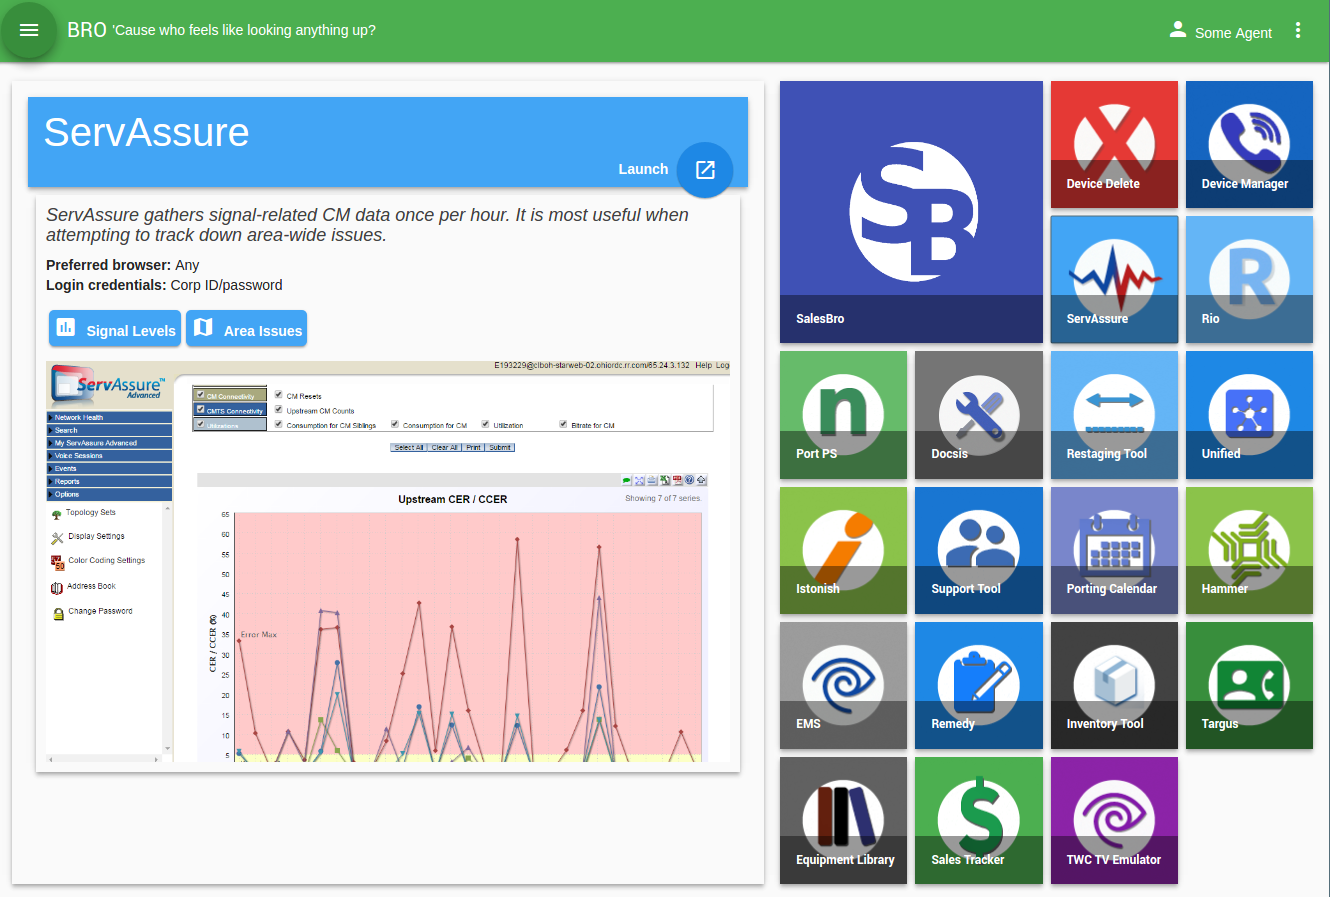 BRO 'Cause who feels like looking anything up?
Some Agent
ServAssure
Launch
ServAssure gathers signal-related CM data once per hour. It is most useful when
attempting to track down area-wide issues.
Preferred browser: Any
Login credentials: Corp ID/password
Signal Levels
Area Issues
E193229@clboh-starweb-02.ohiordc.rr.com/65.24.3.132 Help Log
ServAssure™
Advanced
Network Health
Search
My ServAssure Advanced
Voice Sessions
Events
Reports
Options
Topology Sets
Display Settings
Color Coding Settings
Address Book
Change Password
CM Connectivity
CM Resets
CMTS Connectivity
Upstream CM Counts
Utilizations
Consumption for CM Siblings
Consumption for CM
Utilization
Bitrate for CM
Select All
Clear All
Print
Submit
Upstream CER / CCER
Showing 7 of 7 series.
CER / CCER (%)
65
60
55
50
45
40
35
30
25
20
15
10
5
Error Max
SB
SalesBro
Device Delete
Device Manager
ServAssure
R
Rio
n
Port PS
Docsis
Restaging Tool
Unified
i
Istonish
Support Tool
Porting Calendar
Hammer
EMS
Remedy
Inventory Tool
Targus
Equipment Library
$
Sales Tracker
TWC TV Emulator